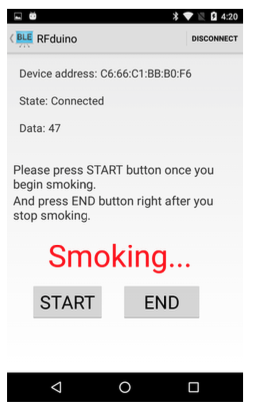 4:20
BLE RFduino DISCONNECT
Device address: C6:66:C1:BB:B0:F6
State: Connected
Data: 47
Please press START button once you
begin smoking.
And press END button right after you
stop smoking.
Smoking...
START END